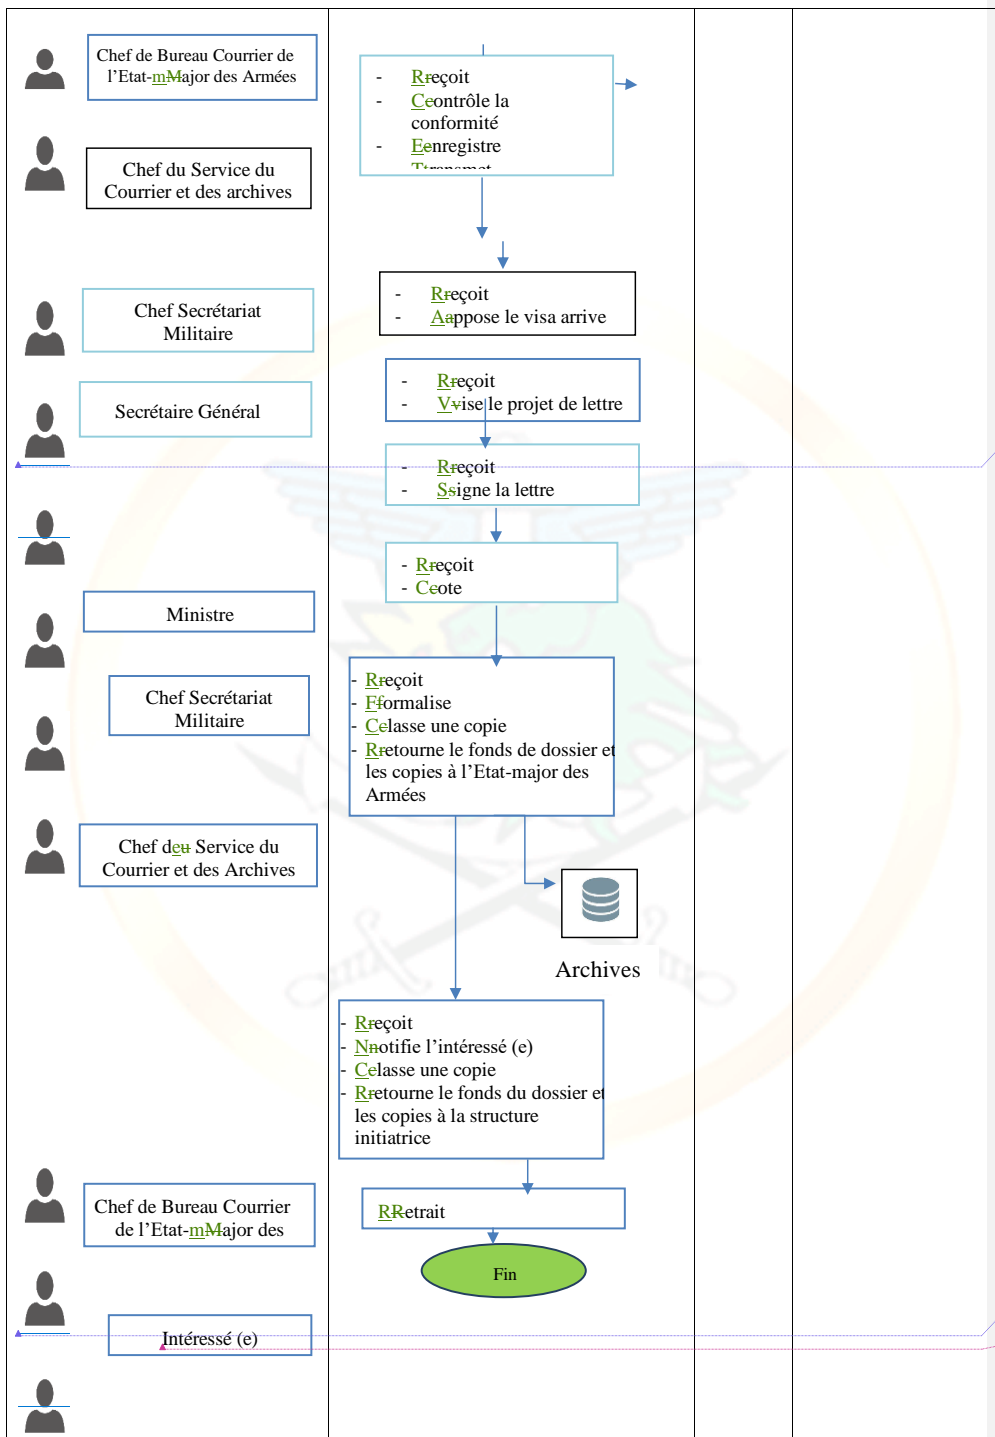 Chef de Bureau Courrier de
l’Etat-mMajor des Armées
Chef du Service du
Courrier et des archives
Chef Secrétariat
Militaire
Secrétaire Général
Ministre
Chef Secrétariat
Militaire
Chef deu Service du
Courrier et des Archives
Chef de Bureau Courrier
de l’Etat-mMajor des
Intéressé (e)
- Rreçoit
- Ccontrôle la
conformité
- Eenregistre
Ttransmet
- Rreçoit
- Aappose le visa arrive
- Rreçoit
- Vvise le projet de lettre
- Rreçoit
- Ssigne la lettre
- Rreçoit
- Ccote
- Rreçoit
- Fformalise
- Cclasse une copie
- Rretourne le fonds de dossier et
les copies à l’Etat-major des
Armées
Archives
- Rreçoit
- Nnotifie l’intéressé (e)
- Cclasse une copie
- Rretourne le fonds du dossier et
les copies à la structure
initiatrice
RRetrait
Fin